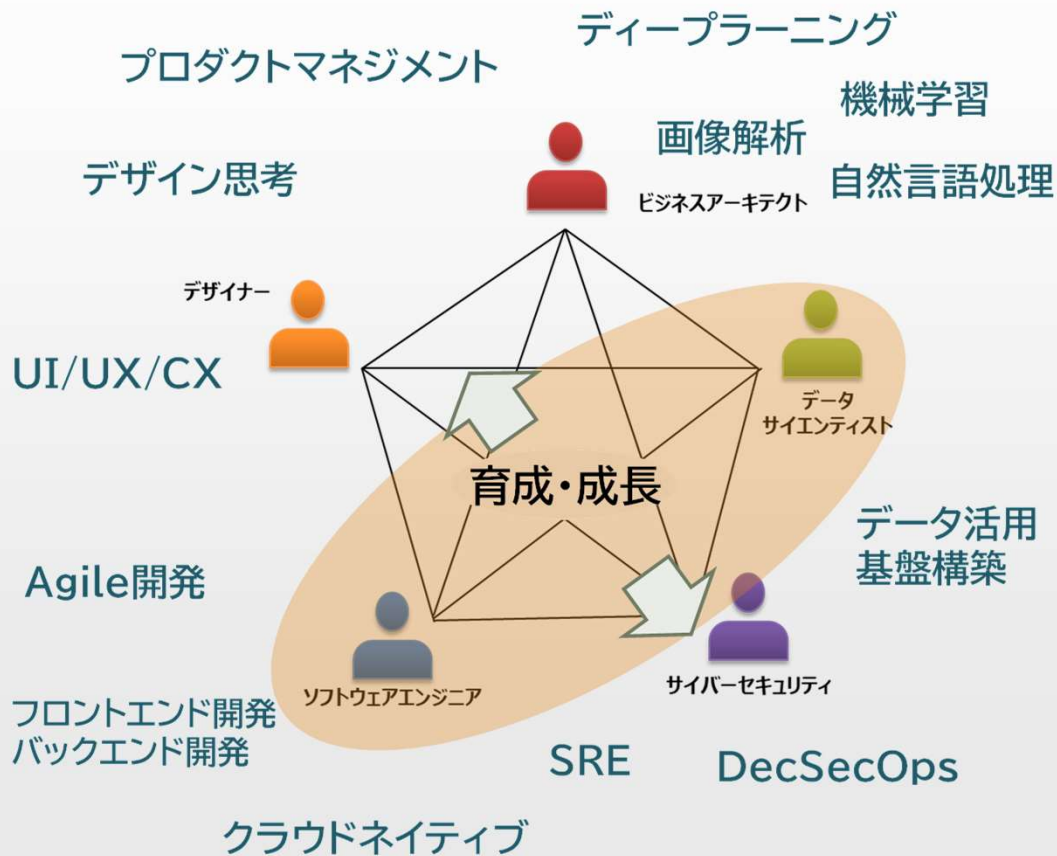 ディープラーニング
プロダクトマネジメント
機械学習
画像解析
デザイン思考
自然言語処理
ビジネスアーキテクト
デザイナー
UI/UX/CX
データ
サイエンティスト
育成・成長
データ活用
基盤構築
Agile開発
サイバーセキュリティ
ソフトウェアエンジニア
フロントエンド開発
バックエンド開発
SRE
DecSecOps
クラウドネイティブ